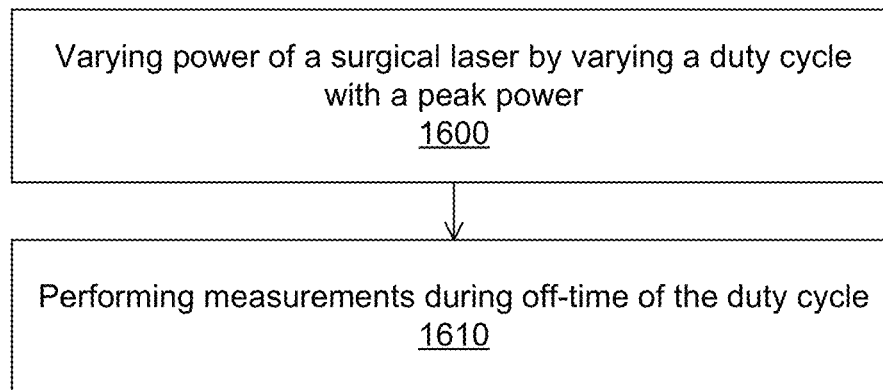 Varying power of a surgical laser by varying a duty cycle
with a peak power
1600
Performing measurements during off-time of the duty cycle
1610